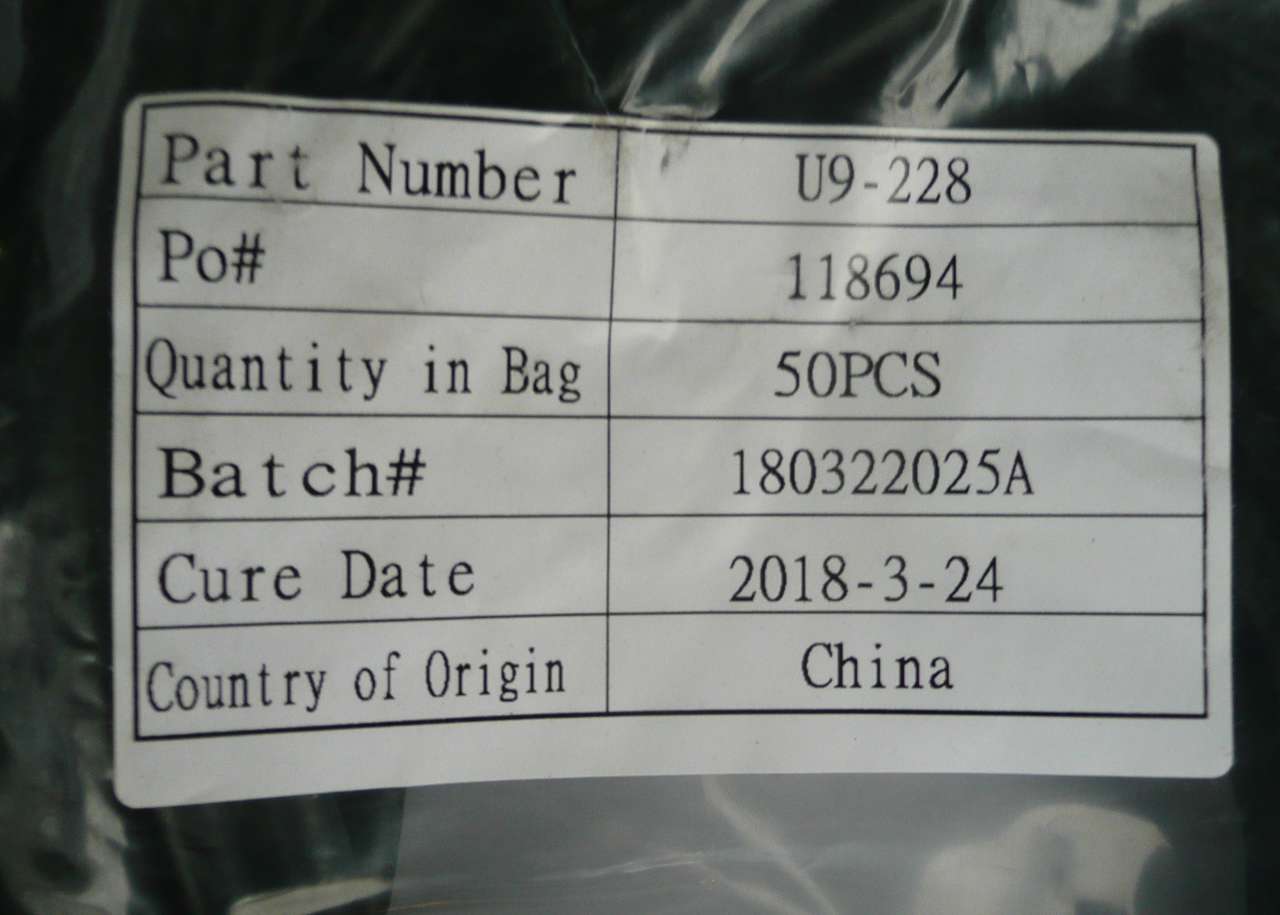 Part Number U9-228
Po# 118694
Quantity in Bag 50PCS
Batch# 180322025A
Cure Date 2018-3-24
Country of Origin China